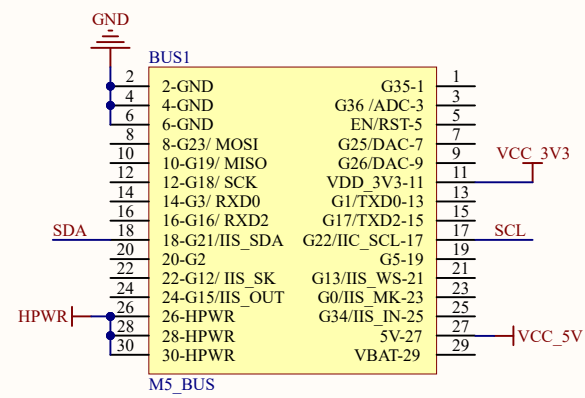 GND
BUS1
2 2-GND G35-1 1
4 4-GND G36 /ADC-3 3
6 6-GND EN/RST-5 5
8 8-G23/ MOSI G25/DAC-7 7
10 10-G19/ MISO G26/DAC-9 9 VCC_3V3
12 12-G18/ SCK VDD_3V3-11 11
14 14-G3/ RXD0 G1/TXD0-13 13
16 16-G16/ RXD2 G17/TXD2-15 15
SDA 18 18-G21/IIS_SDA G22/IIC_SCL-17 17 SCL
20 20-G2 G5-19 19
22 22-G12/ IIS_SK G13/IIS_WS-21 21
24 24-G15/IIS_OUT G0/IIS_MK-23 23
HPWR 26 26-HPWR G34/IIS_IN-25 25
28 28-HPWR 5V-27 27 VCC_5V
30 30-HPWR VBAT-29 29
M5_BUS